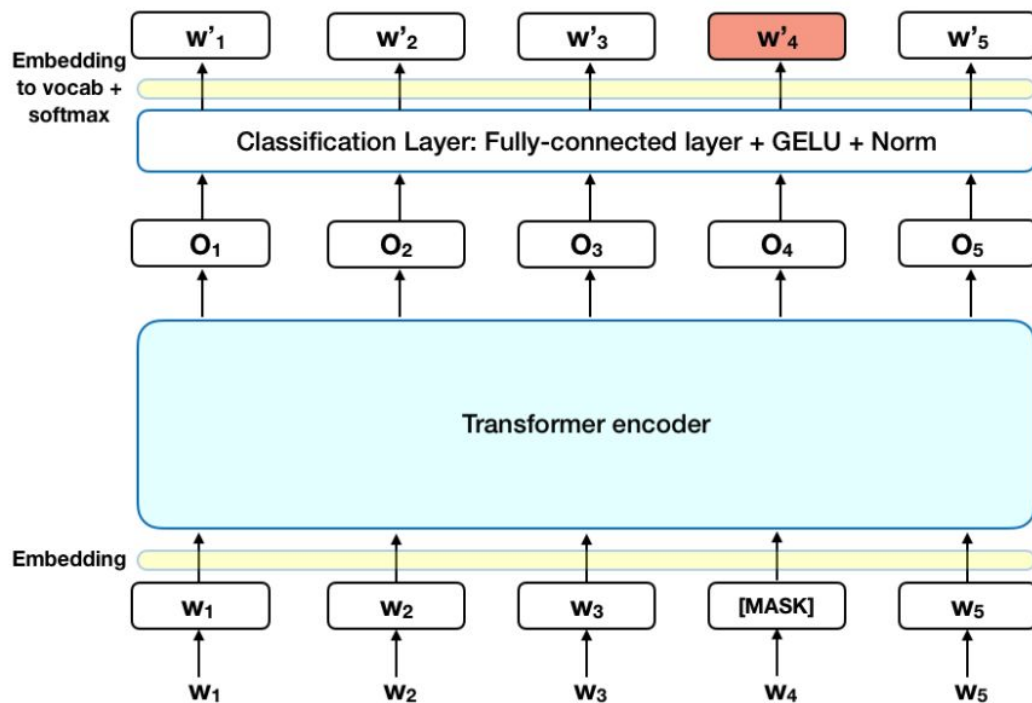 w’₁ w’₂ w’₃ w’₄ w’₅
Embedding
to vocab +
softmax
Classification Layer: Fully-connected layer + GELU + Norm
O₁ O₂ O₃ O₄ O₅
Transformer encoder
Embedding
w₁ w₂ w₃ [MASK] w₅
w₁ w₂ w₃ w₄ w₅